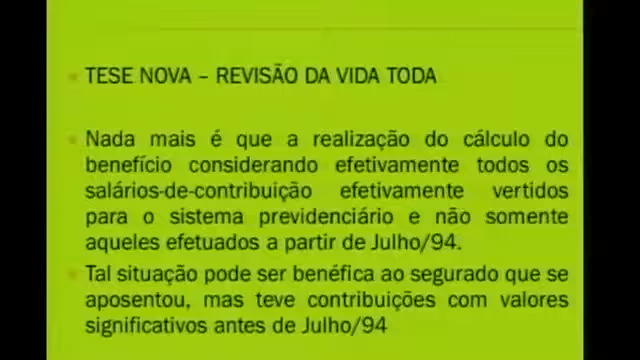 TESE NOVA – REVISÃO DA VIDA TODA
Nada mais é que a realização do cálculo do
benefício considerando efetivamente todos os
salários-de-contribuição efetivamente vertidos
para o sistema previdenciário e não somente
aqueles efetuados a partir de Julho/94.
Tal situação pode ser benéfica ao segurado que se
aposentou, mas teve contribuições com valores
significativos antes de Julho/94